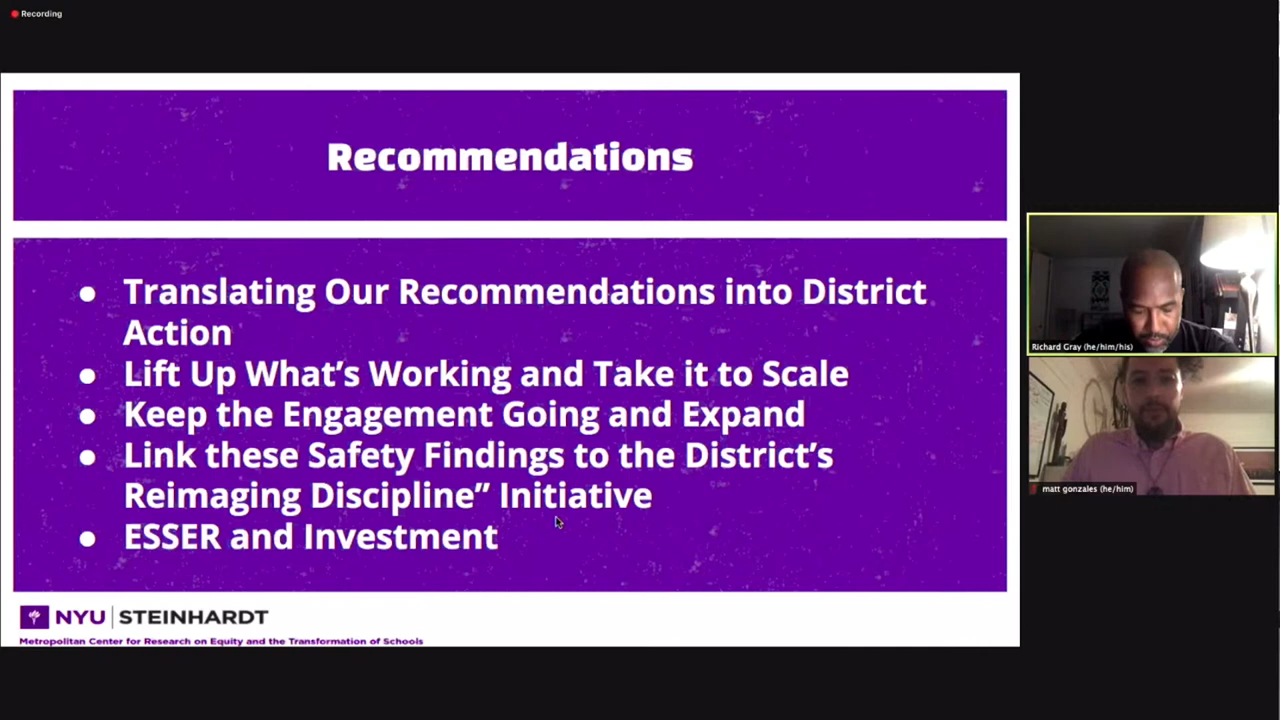 Recording
Recommendations
● Translating Our Recommendations into District
Action
● Lift Up What's Working and Take it to Scale
● Keep the Engagement Going and Expand
● Link these Safety Findings to the District's
Reimaging Discipline” Initiative
● ESSER and Investment
NYU | STEINHARDT
Metropolitan Center for Research on Equity and the Transformation of Schools
Richard Gray (he/him/his)
matt gonzales (he/him)